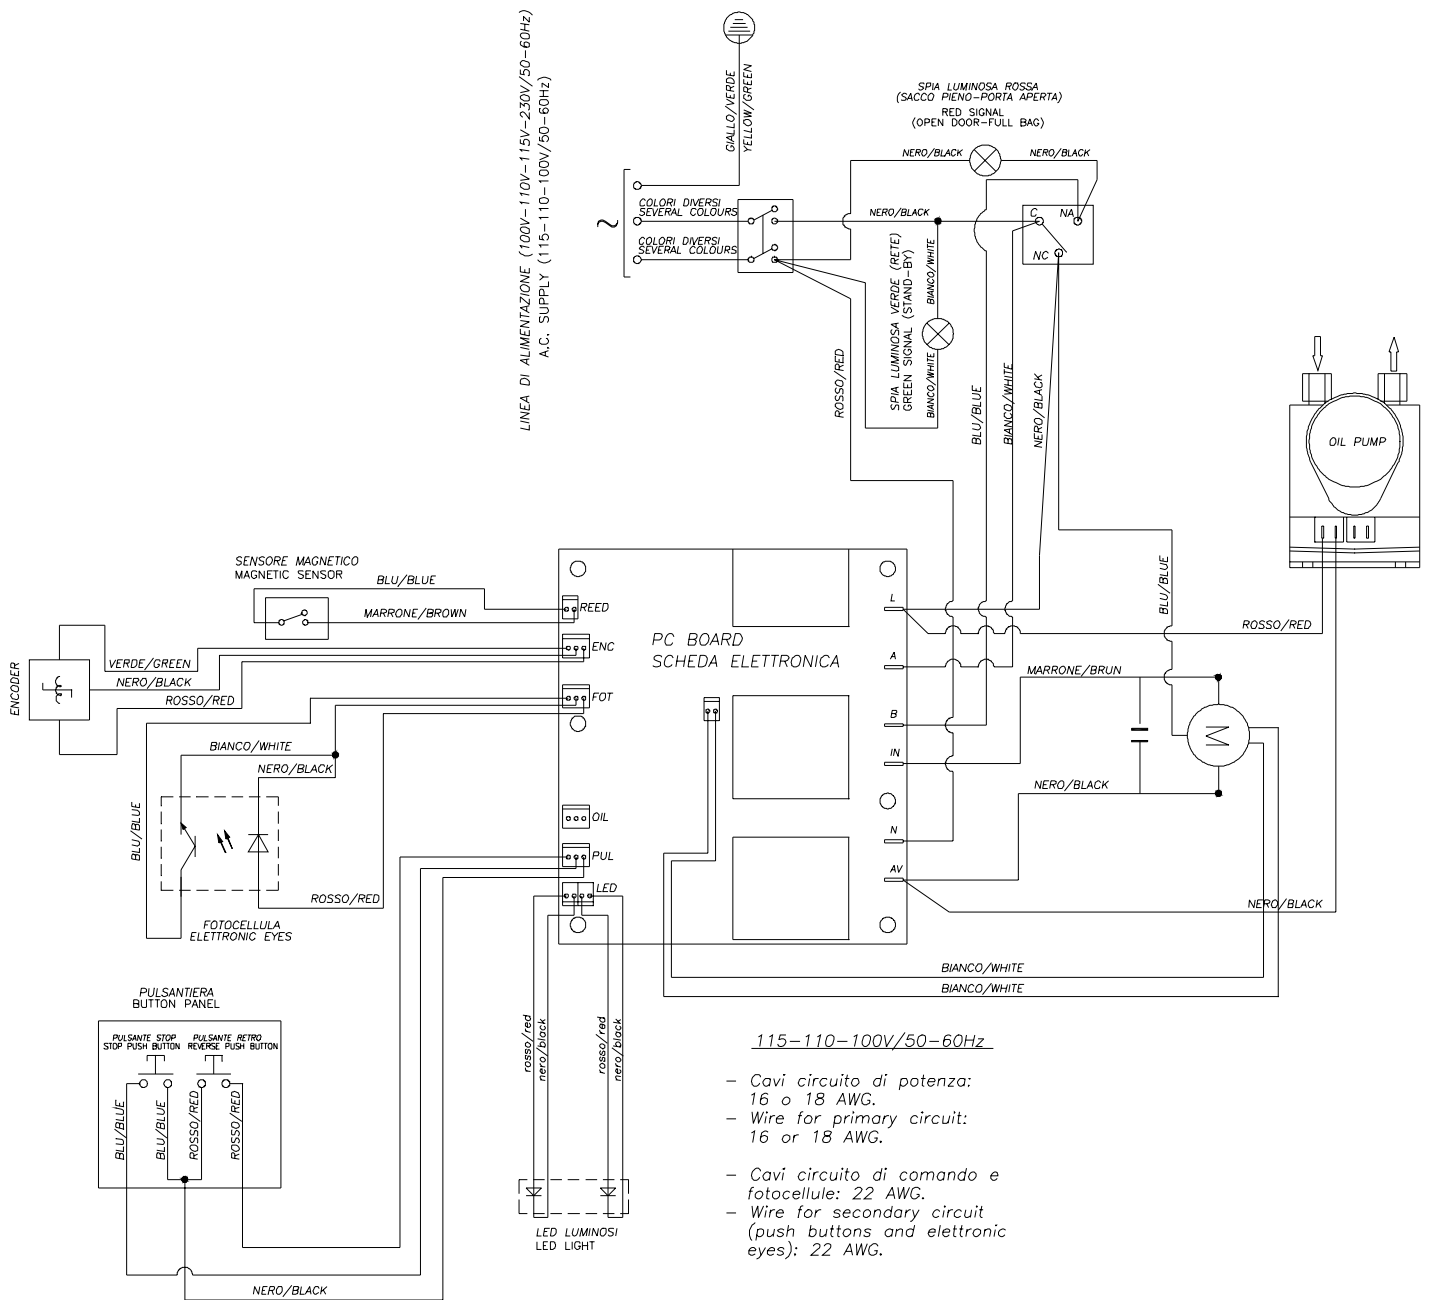 LINEA DI ALIMENTAZIONE (100V-110V-115V-230V/50-60Hz)
A.C. SUPPLY (115-110-100V/50-60Hz)
GIALLO/VERDE
YELLOW/GREEN
SPIA LUMINOSA ROSSA
(SACCO PIENO-PORTA APERTA)
RED SIGNAL
(OPEN DOOR-FULL BAG)
NERO/BLACK
NERO/BLACK
~
COLORI DIVERSI
SEVERAL COLOURS
COLORI DIVERSI
SEVERAL COLOURS
NERO/BLACK
C
NA
NC
BIANCO/WHITE
SPIA LUMINOSA VERDE (RETE)
GREEN SIGNAL (STAND-BY)
BIANCO/WHITE
ROSSO/RED
BLU/BLUE
BIANCO/WHITE
NERO/BLACK
OIL PUMP
SENSORE MAGNETICO
MAGNETIC SENSOR
BLU/BLUE
MARRONE/BROWN
REED
ENCODER
VERDE/GREEN
NERO/BLACK
ROSSO/RED
ENC
FOT
PC BOARD
SCHEDA ELETTRONICA
L
A
B
IN
N
AV
BLU/BLUE
ROSSO/RED
MARRONE/BRUN
M
NERO/BLACK
NERO/BLACK
BIANCO/WHITE
NERO/BLACK
BLU/BLUE
ROSSO/RED
FOTOCELLULA
ELETTRONIC EYES
OIL
PUL
LED
BIANCO/WHITE
BIANCO/WHITE
PULSANTIERA
BUTTON PANEL
PULSANTE STOP
STOP PUSH BUTTON
PULSANTE RETRO
REVERSE PUSH BUTTON
BLU/BLUE
BLU/BLUE
ROSSO/RED
ROSSO/RED
NERO/BLACK
rosso/red
nero/black
rosso/red
nero/black
LED LUMINOSI
LED LIGHT
115-110-100V/50-60Hz
- Cavi circuito di potenza:
16 o 18 AWG.
- Wire for primary circuit:
16 or 18 AWG.
- Cavi circuito di comando e
fotocellule: 22 AWG.
- Wire for secondary circuit
(push buttons and elettronic
eyes): 22 AWG.